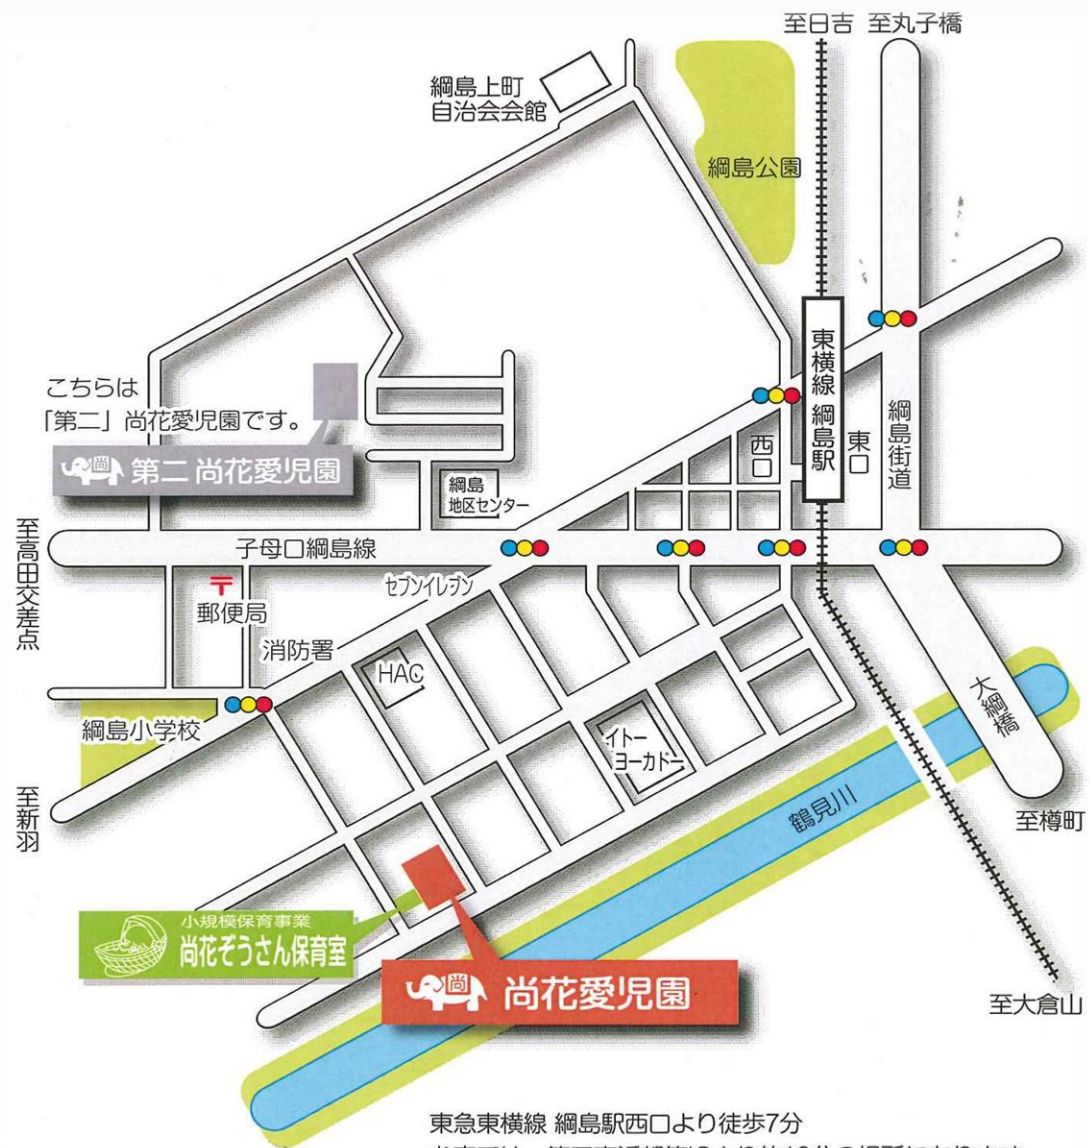 至日吉
至丸子橋
綱島上町
自治会会館
綱島公園
東横線 綱島駅
西口
東口
綱島街道
こちらは
「第二」尚花愛児園です。
尚
第二 尚花愛児園
綱島
地区センター
至高田交差点
子母口綱島線
セブンイレブン
〒
郵便局
消防署
HAC
綱島小学校
イトー
ヨーカドー
大綱橋
至新羽
鶴見川
至樽町
小規模保育事業
尚花ぞうさん保育室
尚
尚花愛児園
至大倉山
東急東横線 綱島駅西口より徒歩7分